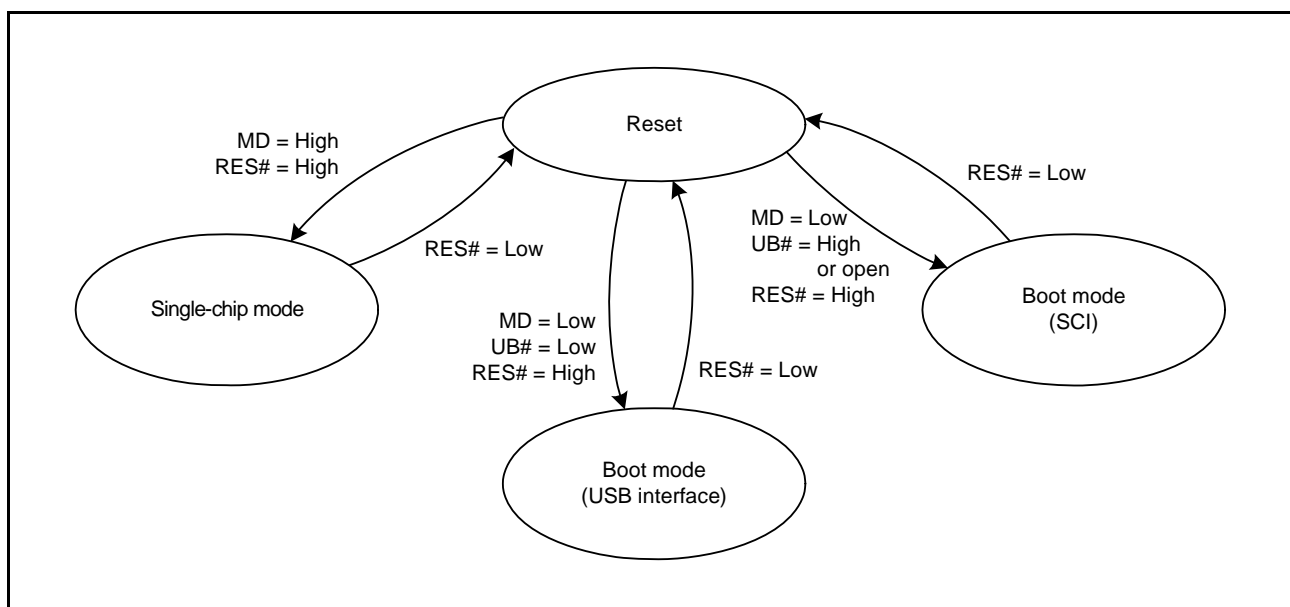 Reset
MD = High
RES# = High
RES# = Low
RES# = Low
MD = Low
UB# = High
or open
RES# = High
Single-chip mode
Boot mode
(SCI)
MD = Low
UB# = Low
RES# = High
RES# = Low
Boot mode
(USB interface)